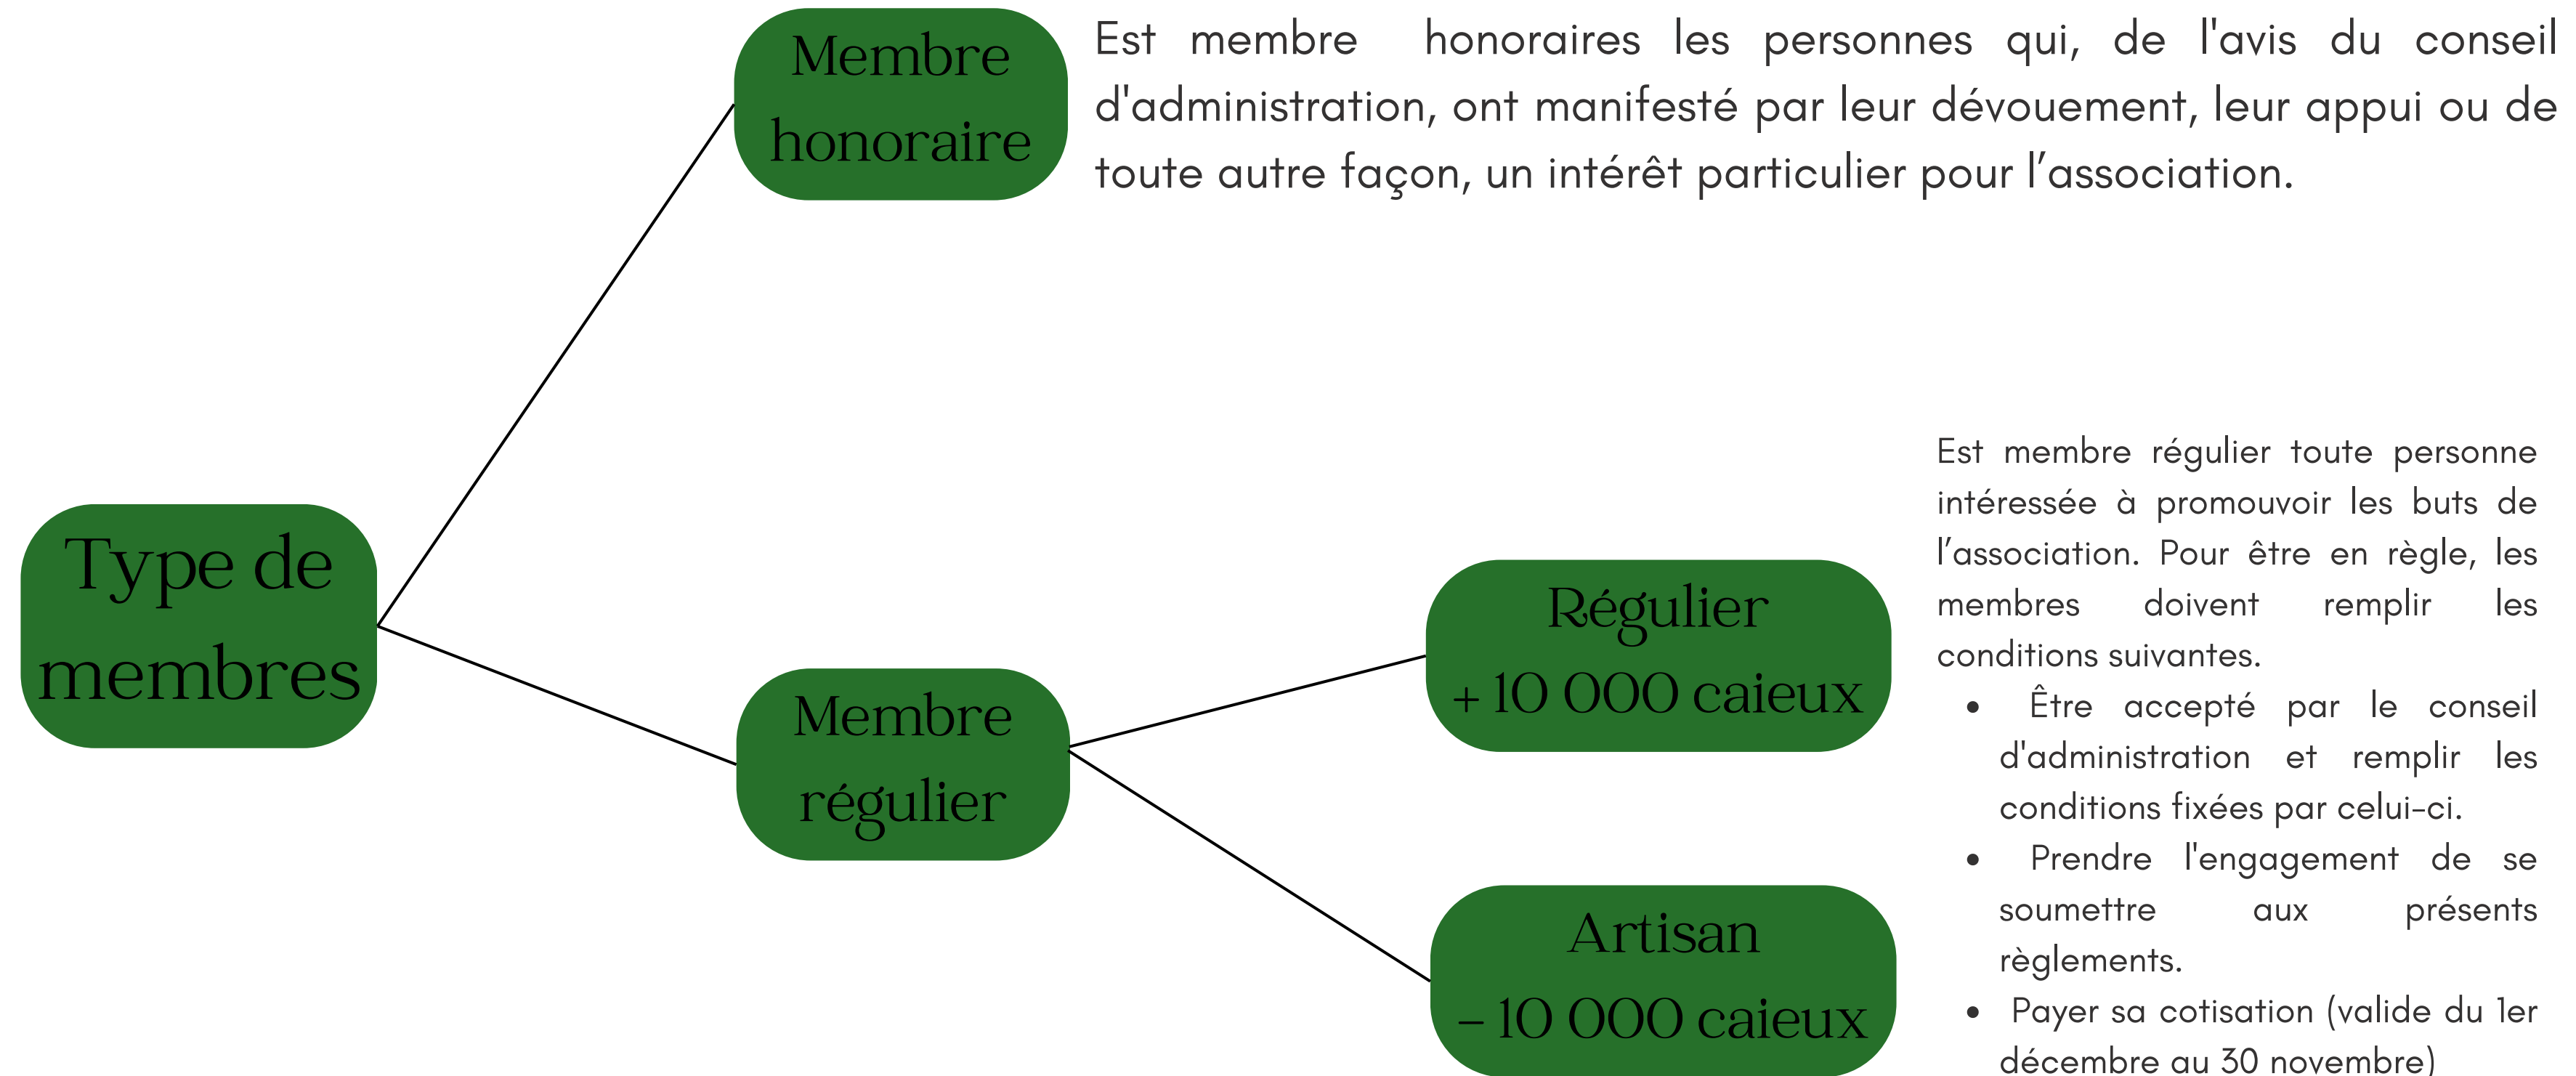 Membre
honoraire
Est membre honoraires les personnes qui, de l'avis du conseil
d'administration, ont manifesté par leur dévouement, leur appui ou de
toute autre façon, un intérêt particulier pour l’association.
Type de
membres
Membre
régulier
Régulier
+ 10 000 caieux
Artisan
- 10 000 caieux
Est membre régulier toute personne
intéressée à promouvoir les buts de
l’association. Pour être en règle, les
membres doivent remplir les
conditions suivantes.
• Être accepté par le conseil
d'administration et remplir les
conditions fixées par celui-ci.
• Prendre l'engagement de se
soumettre aux présents
règlements.
• Payer sa cotisation (valide du 1er
décembre au 30 novembre)